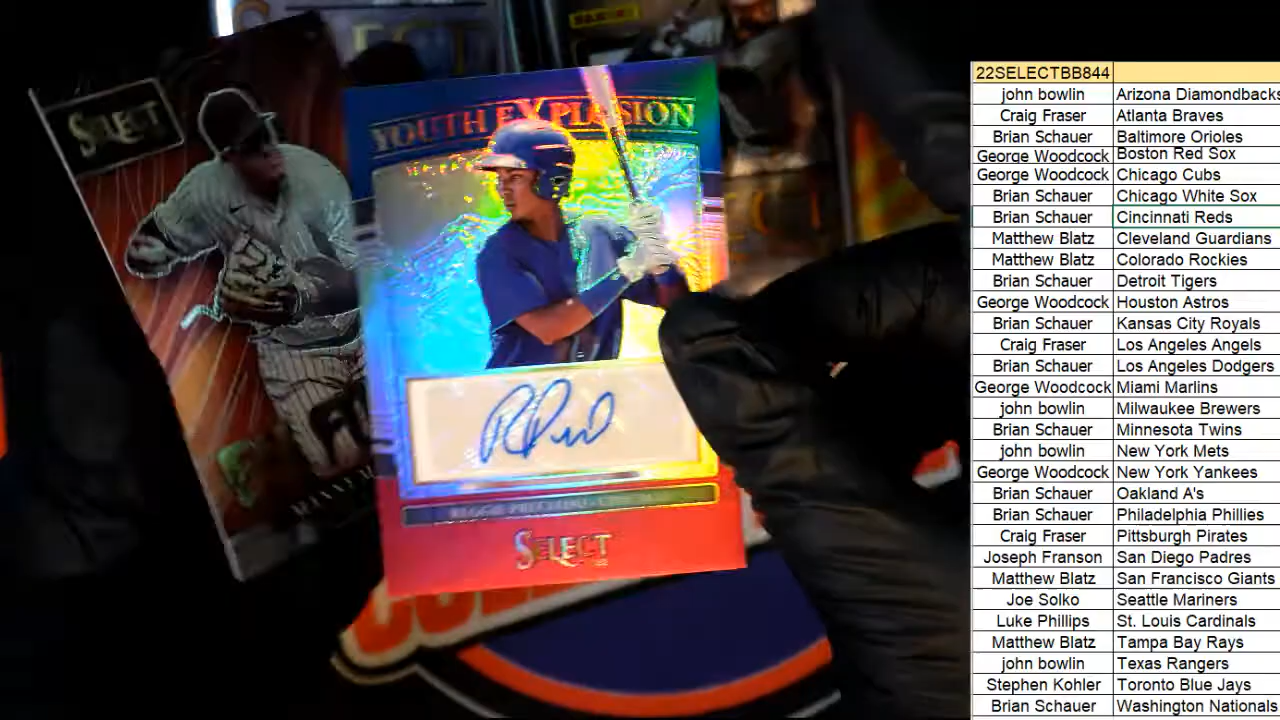 PANINI
SELECT
YOUTH EXPLOSION
REGGIE PRECIADO
SELECT
22SELECTBB844
john bowlin Arizona Diamondbacks
Craig Fraser Atlanta Braves
Brian Schauer Baltimore Orioles
George Woodcock Boston Red Sox
George Woodcock Chicago Cubs
Brian Schauer Chicago White Sox
Brian Schauer Cincinnati Reds
Matthew Blatz Cleveland Guardians
Matthew Blatz Colorado Rockies
Brian Schauer Detroit Tigers
George Woodcock Houston Astros
Brian Schauer Kansas City Royals
Craig Fraser Los Angeles Angels
Brian Schauer Los Angeles Dodgers
George Woodcock Miami Marlins
john bowlin Milwaukee Brewers
Brian Schauer Minnesota Twins
john bowlin New York Mets
George Woodcock New York Yankees
Brian Schauer Oakland A's
Brian Schauer Philadelphia Phillies
Craig Fraser Pittsburgh Pirates
Joseph Franson San Diego Padres
Matthew Blatz San Francisco Giants
Joe Solko Seattle Mariners
Luke Phillips St. Louis Cardinals
Matthew Blatz Tampa Bay Rays
john bowlin Texas Rangers
Stephen Kohler Toronto Blue Jays
Brian Schauer Washington Nationals